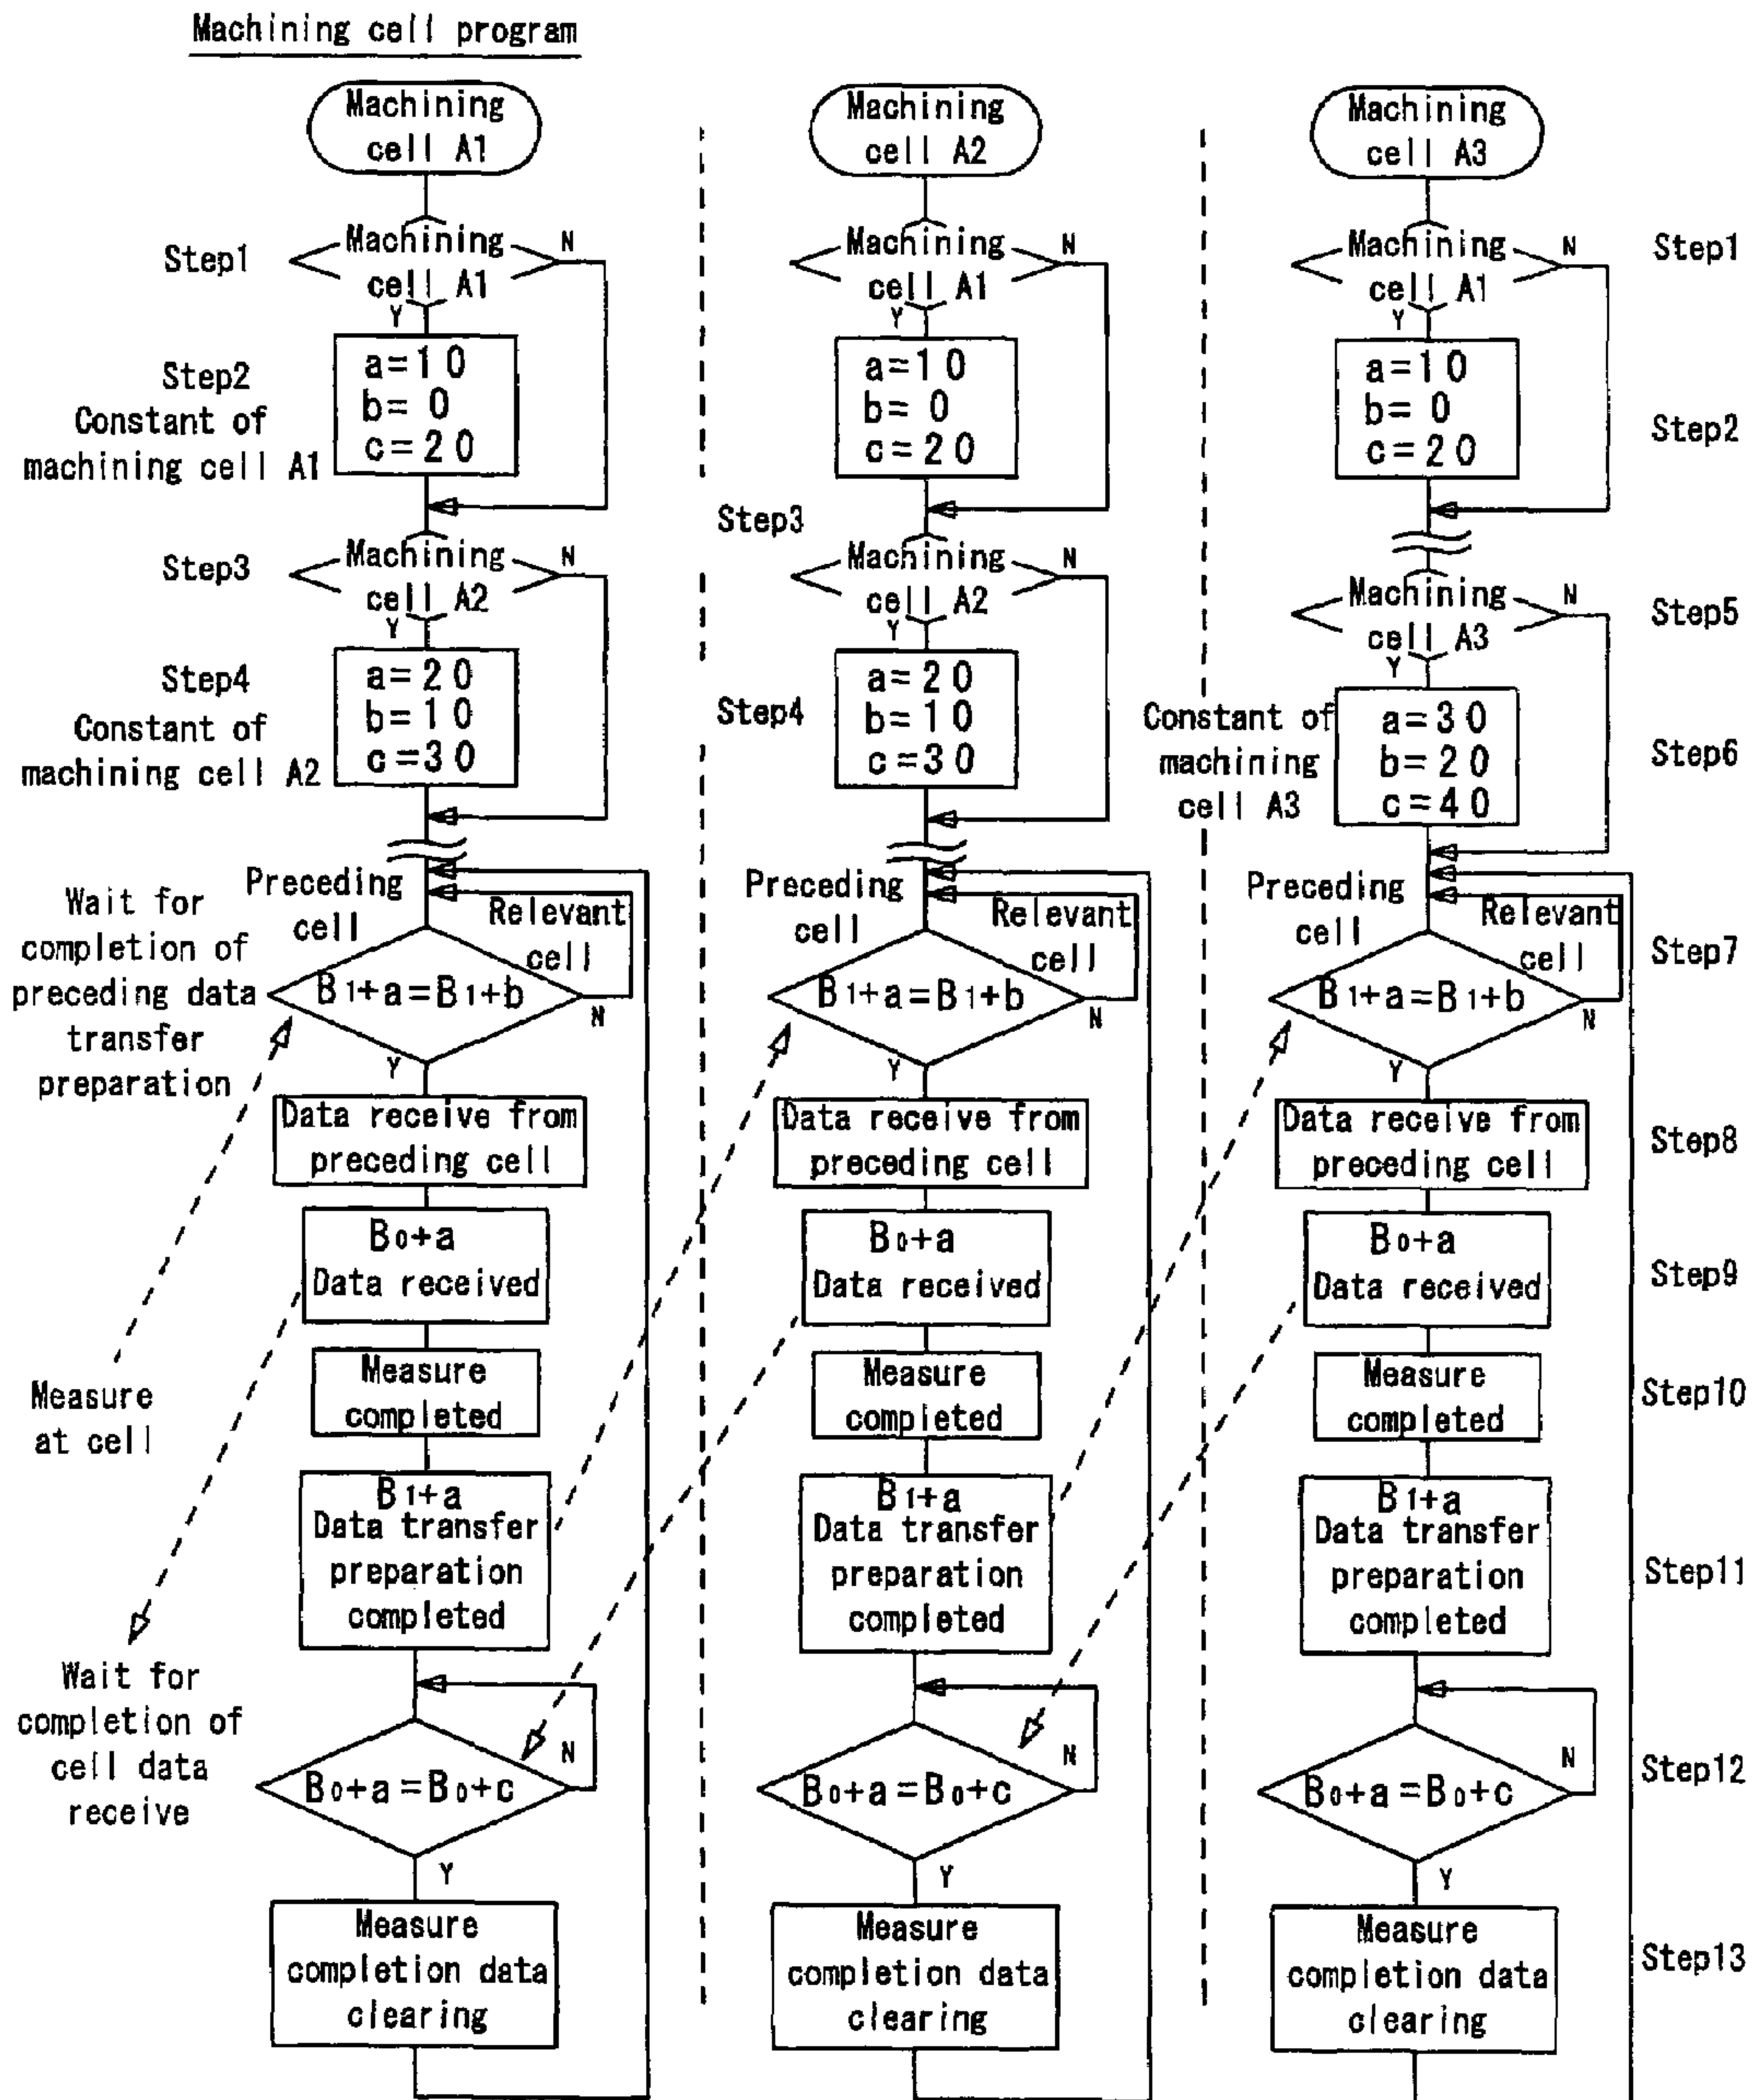 Machining cell program
Machining
cell A1
Step1
Machining
cell A1
N
Y
Step2
Constant of
machining cell A1
a=10
b= 0
c=20
Step3
Machining
cell A2
N
Y
Step4
Constant of
machining cell A2
a=20
b=10
c=30
Wait for
completion of
preceding data
transfer
preparation
Preceding
cell
Relevant
cell
B1+a=B1+b
N
Y
Data receive from
preceding cell
B0+a
Data received
Measure
at cell
Measure
completed
B1+a
Data transfer
preparation
completed
Wait for
completion of
cell data
receive
B0+a=B0+c
N
Y
Measure
completion data
clearing
Machining
cell A2
Machining
cell A1
N
Y
a=10
b= 0
c=20
Step3
Machining
cell A2
N
Y
Step4
a=20
b=10
c=30
Preceding
cell
Relevant
cell
B1+a=B1+b
N
Y
Data receive from
preceding cell
B0+a
Data received
Measure
completed
B1+a
Data transfer
preparation
completed
B0+a=B0+c
N
Y
Measure
completion data
clearing
Machining
cell A3
Machining
cell A1
N
Step1
Y
a=10
b= 0
c=20
Step2
Machining
cell A3
N
Step5
Y
Constant of
machining
cell A3
a=30
b=20
c=40
Step6
Preceding
cell
Relevant
cell
B1+a=B1+b
N
Step7
Y
Data receive from
preceding cell
Step8
B0+a
Data received
Step9
Measure
completed
Step10
B1+a
Data transfer
preparation
completed
Step11
B0+a=B0+c
N
Step12
Y
Measure
completion data
clearing
Step13